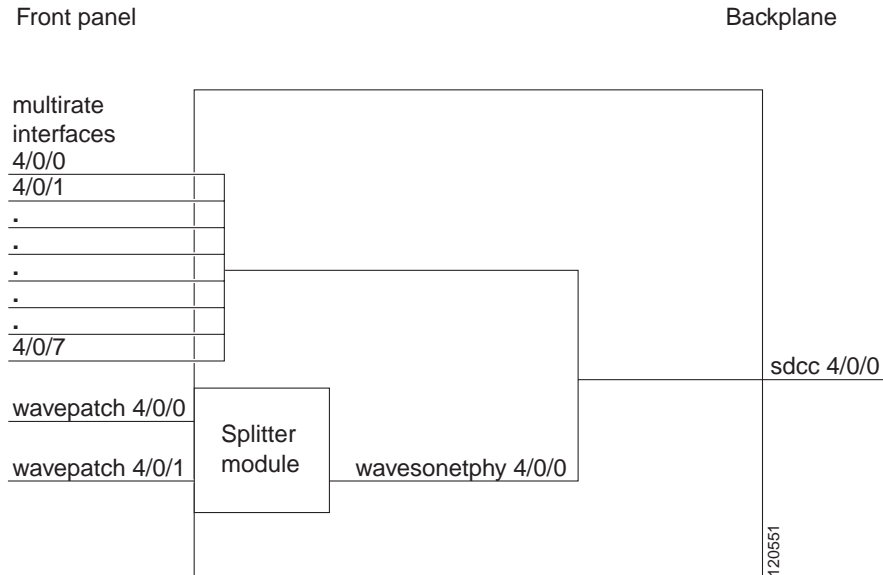 Front panel
Backplane
multirate
interfaces
4/0/0
4/0/1
.
.
.
.
.
4/0/7
sdcc 4/0/0
wavepatch 4/0/0
Splitter
module
wavepatch 4/0/1
wavesonetphy 4/0/0
120551